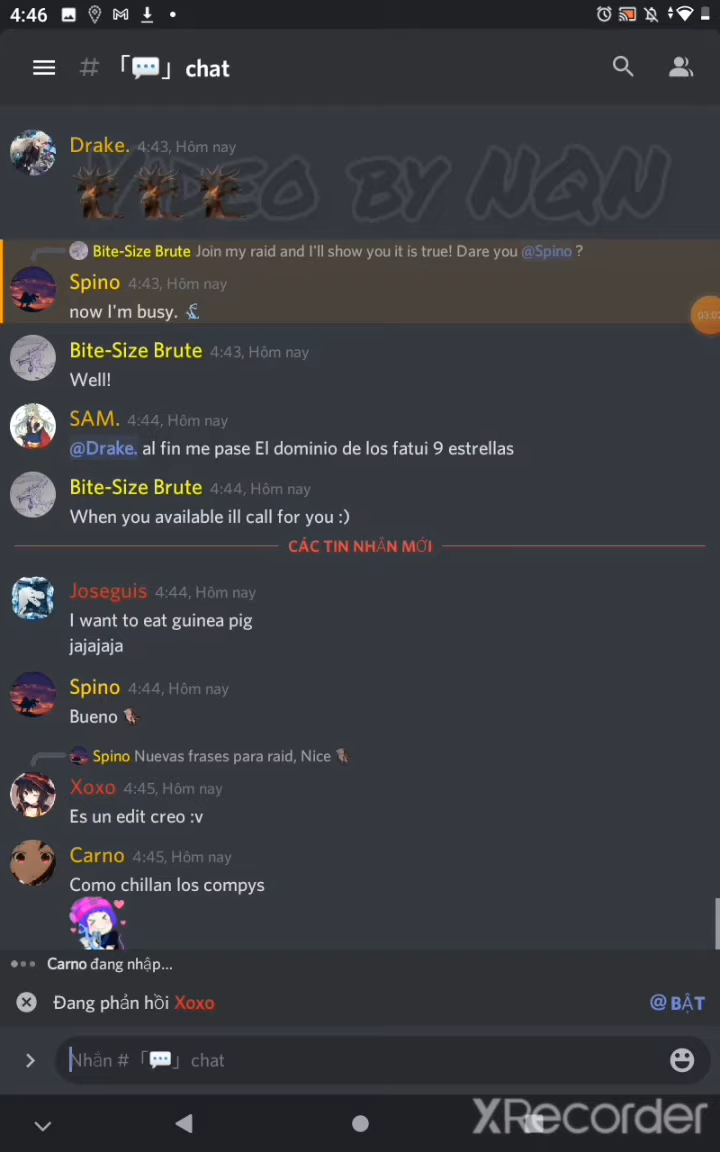 4:46
# 「💬」 chat
Drake. 4:43, Hôm nay
VIDEO BY NQN
Bite-Size Brute Join my raid and I'll show you it is true! Dare you @Spino ?
Spino 4:43, Hôm nay
now I'm busy.
03:02
Bite-Size Brute 4:43, Hôm nay
Well!
SAM. 4:44, Hôm nay
@Drake. al fin me pase El dominio de los fatui 9 estrellas
Bite-Size Brute 4:44, Hôm nay
When you available ill call for you :)
CÁC TIN NHẮN MỚI
Joseguis 4:44, Hôm nay
I want to eat guinea pig
jajajaja
Spino 4:44, Hôm nay
Bueno
Spino Nuevas frases para raid, Nice
Xoxo 4:45, Hôm nay
Es un edit creo :v
Carno 4:45, Hôm nay
Como chillan los compys
Carno đang nhập...
Đang phản hồi Xoxo @ BẬT
Nhắn # 「💬」 chat
XRecorder